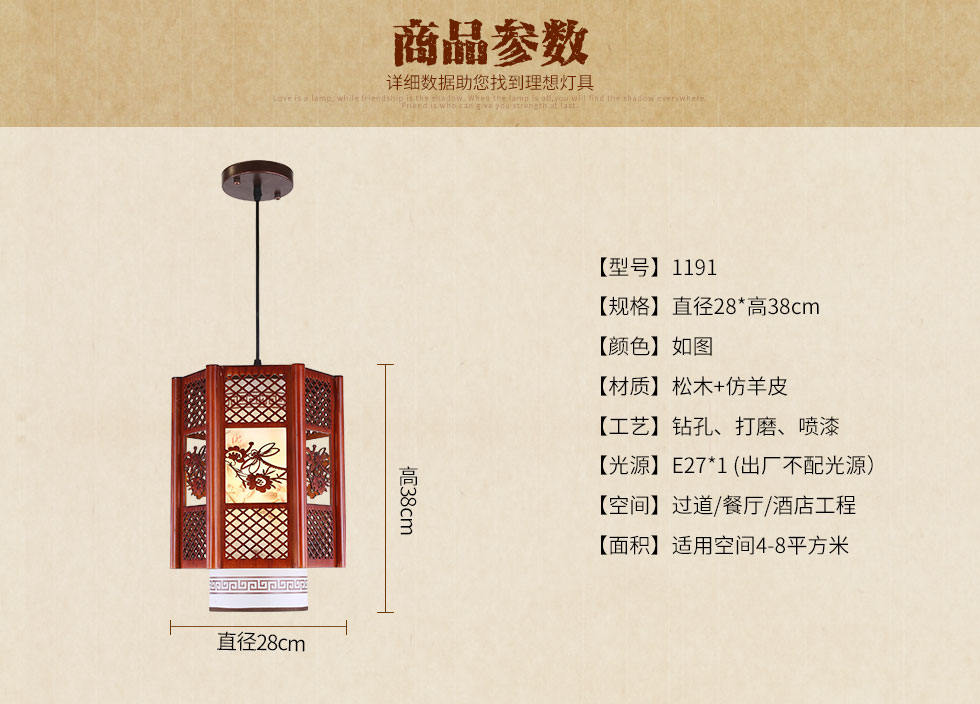 商品参数
详细数据助您找到理想灯具
Love is a lamp, while friendship is the shadow. When the lamp is off,you will find the shadow everywhere.
Friend is who can give you strength at last.
【型号】1191
【规格】直径28*高38cm
【颜色】如图
【材质】松木+仿羊皮
【工艺】钻孔、打磨、喷漆
【光源】E27*1 (出厂不配光源）
【空间】过道/餐厅/酒店工程
【面积】适用空间4-8平方米
高38cm
直径28cm